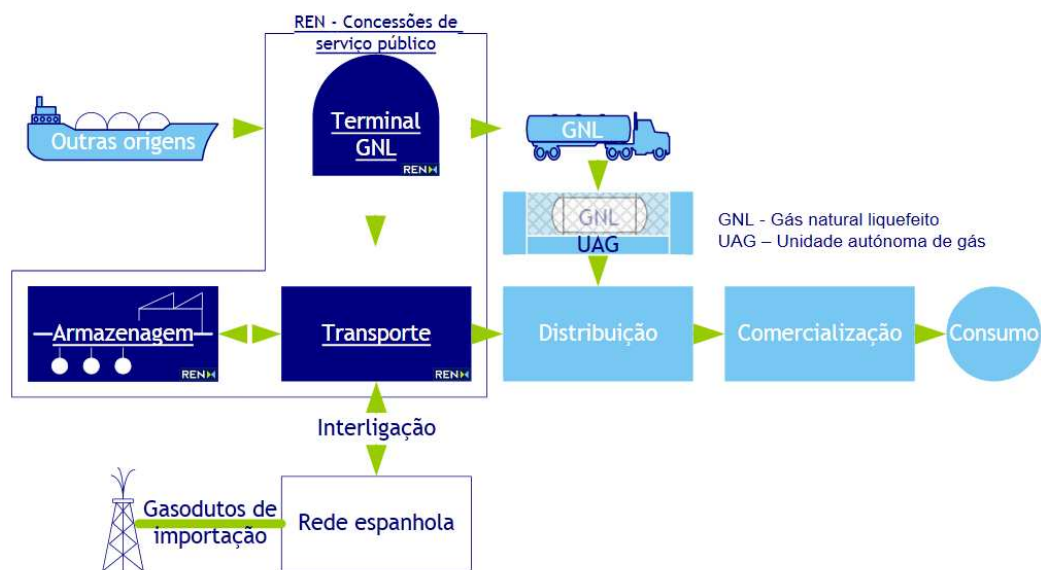 REN - Concessões de
serviço público
Outras origens
Terminal
GNL
REN
GNL
GNL
UAG
GNL - Gás natural liquefeito
UAG – Unidade autónoma de gás
Armazenagem
REN
Transporte
REN
Distribuição
Comercialização
Consumo
Interligação
Gasodutos de
importação
Rede espanhola